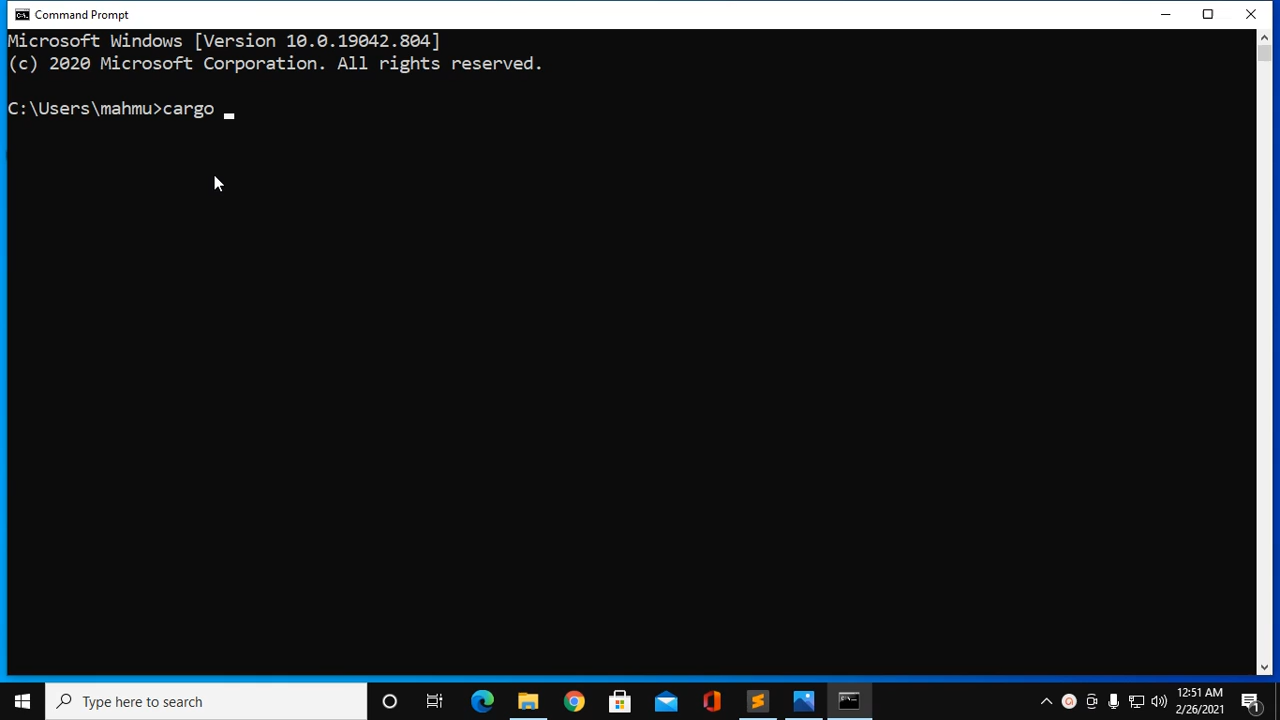 Command Prompt
Microsoft Windows [Version 10.0.19042.804]
(c) 2020 Microsoft Corporation. All rights reserved.
C:\Users\mahmu>cargo _
Type here to search
12:51 AM
2/26/2021
1